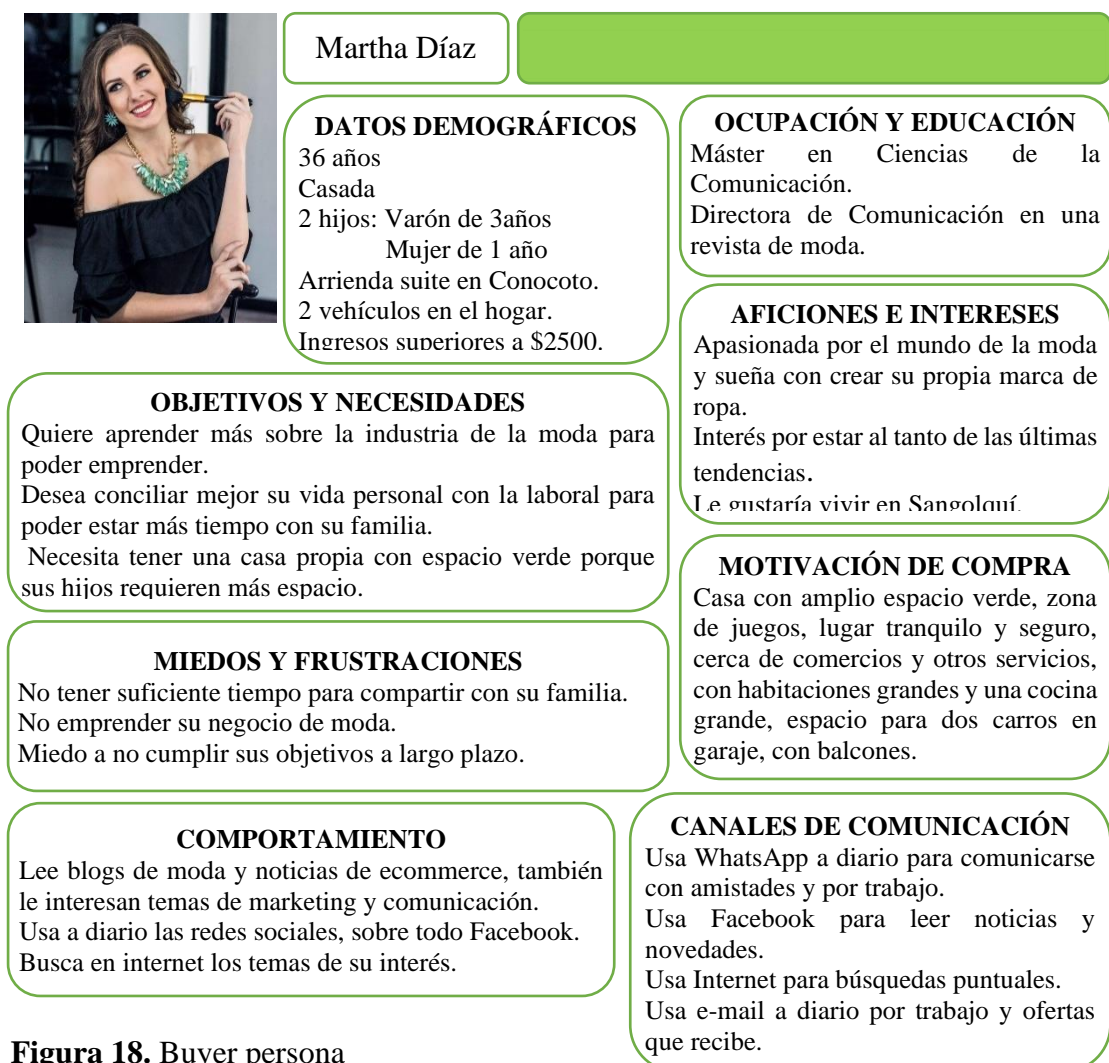 Martha Díaz
DATOS DEMOGRÁFICOS
36 años
Casada
2 hijos: Varón de 3años
Mujer de 1 año
Arrienda suite en Conocoto.
2 vehículos en el hogar.
Ingresos superiores a $2500.
OCUPACIÓN Y EDUCACIÓN
Máster en Ciencias de la
Comunicación.
Directora de Comunicación en una
revista de moda.
AFICIONES E INTERESES
Apasionada por el mundo de la moda
y sueña con crear su propia marca de
ropa.
Interés por estar al tanto de las últimas
tendencias.
Le gustaría vivir en Sangolquí.
OBJETIVOS Y NECESIDADES
Quiere aprender más sobre la industria de la moda para
poder emprender.
Desea conciliar mejor su vida personal con la laboral para
poder estar más tiempo con su familia.
Necesita tener una casa propia con espacio verde porque
sus hijos requieren más espacio.
MOTIVACIÓN DE COMPRA
Casa con amplio espacio verde, zona
de juegos, lugar tranquilo y seguro,
cerca de comercios y otros servicios,
con habitaciones grandes y una cocina
grande, espacio para dos carros en
garaje, con balcones.
MIEDOS Y FRUSTRACIONES
No tener suficiente tiempo para compartir con su familia.
No emprender su negocio de moda.
Miedo a no cumplir sus objetivos a largo plazo.
COMPORTAMIENTO
Lee blogs de moda y noticias de ecommerce, también
le interesan temas de marketing y comunicación.
Usa a diario las redes sociales, sobre todo Facebook.
Busca en internet los temas de su interés.
CANALES DE COMUNICACIÓN
Usa WhatsApp a diario para comunicarse
con amistades y por trabajo.
Usa Facebook para leer noticias y
novedades.
Usa Internet para búsquedas puntuales.
Usa e-mail a diario por trabajo y ofertas
que recibe.
Figura 18. Buyer persona